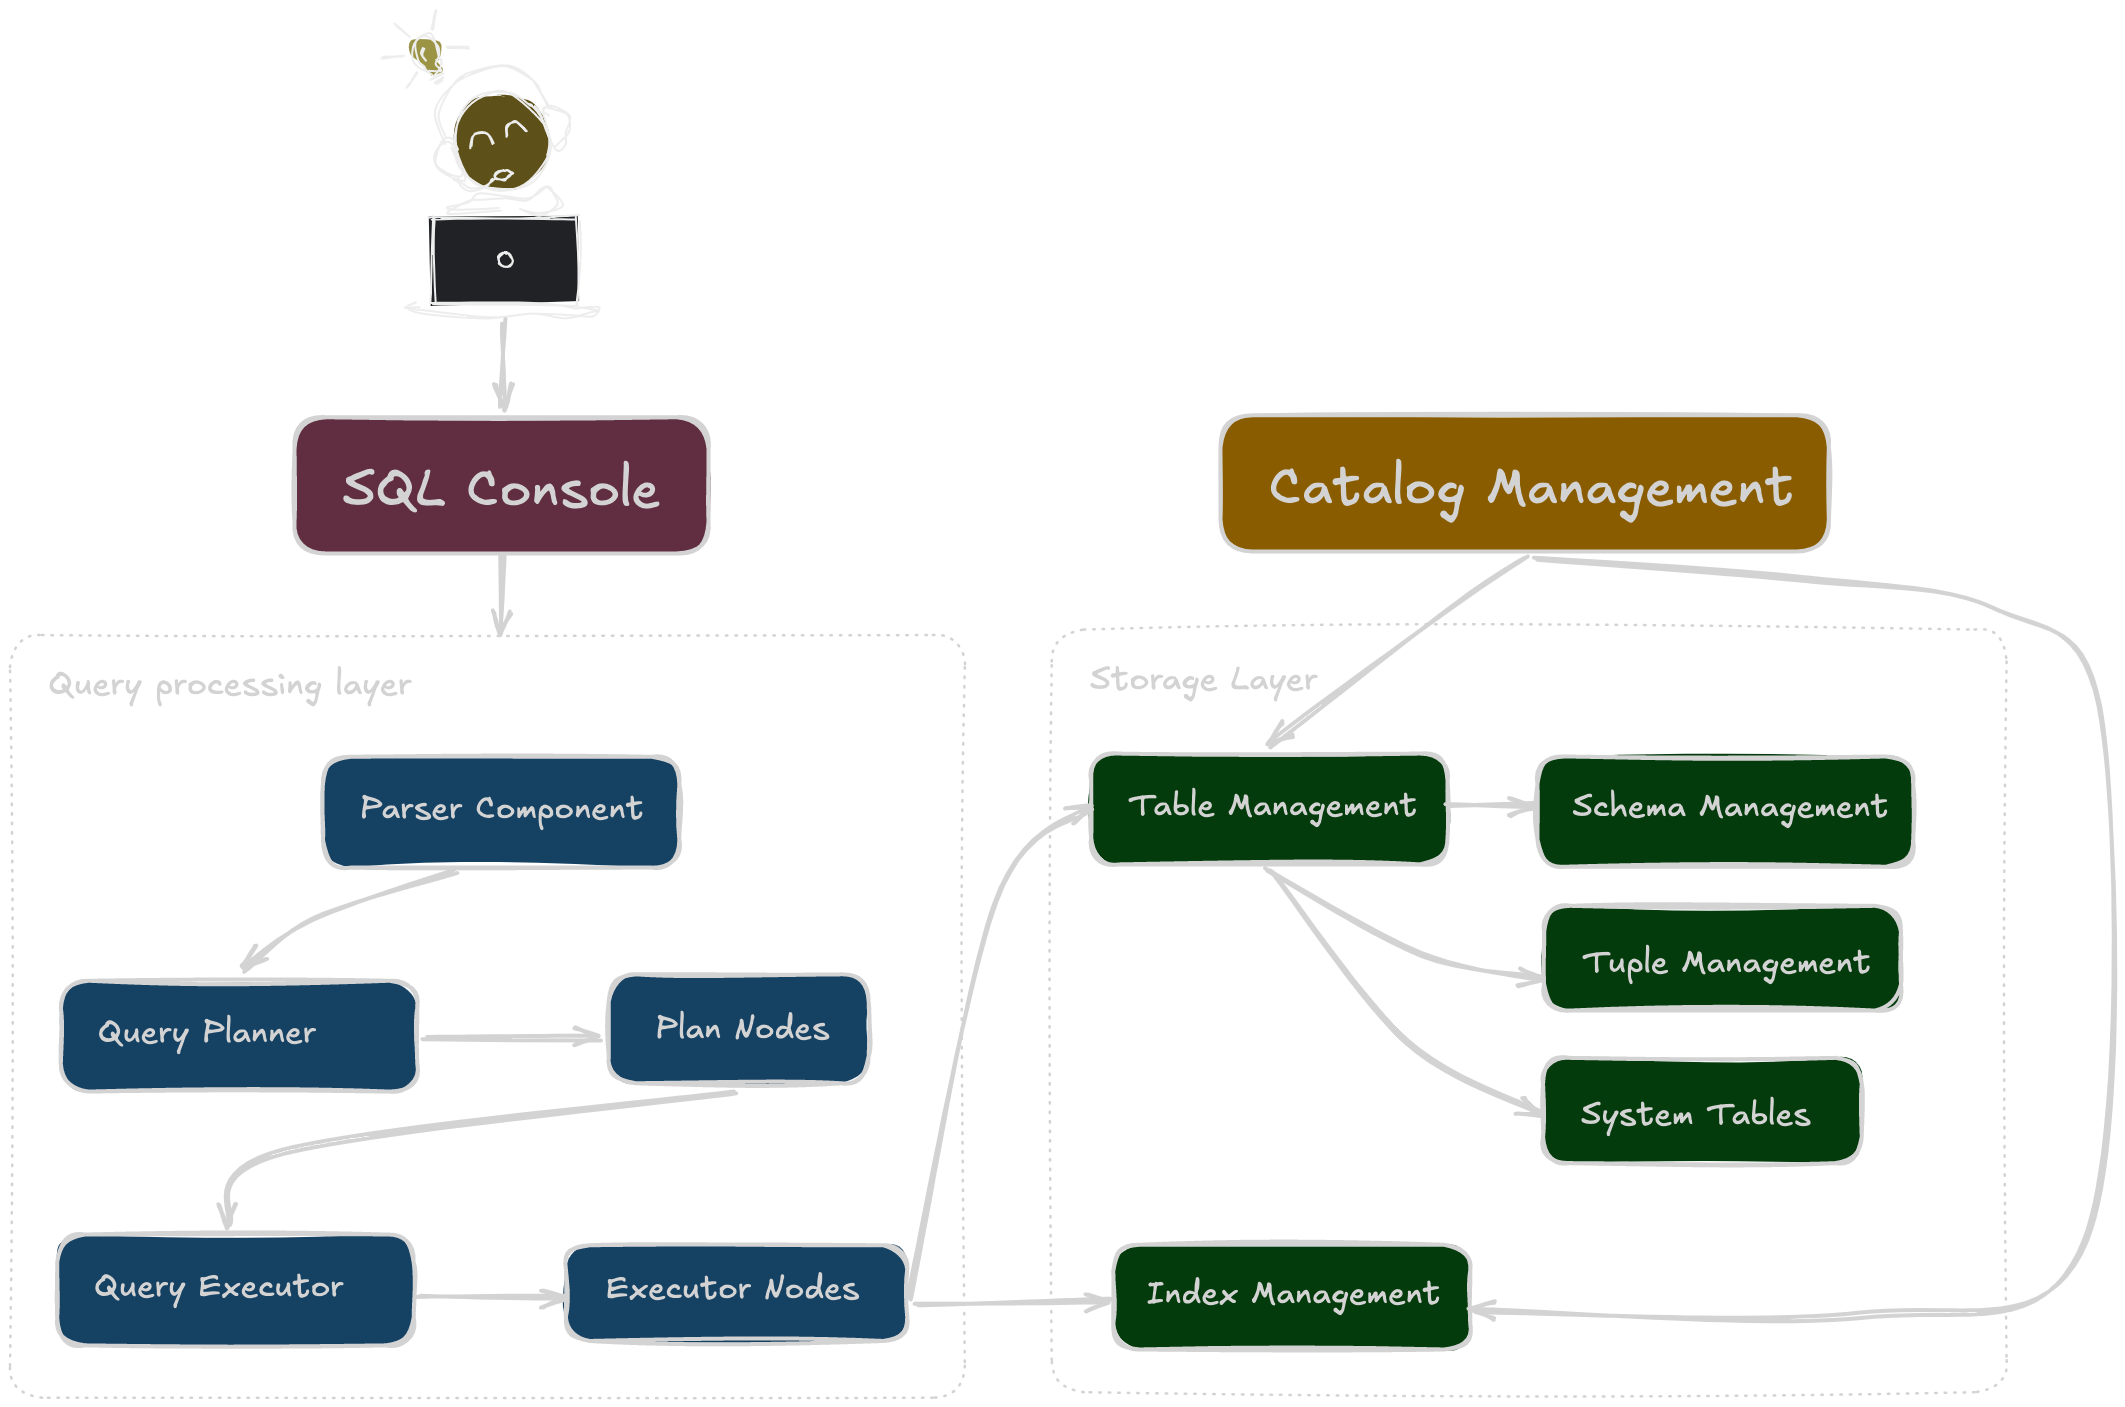 SQL Console
Catalog Management
Query processing layer
Storage Layer
Parser Component
Table Management
Schema Management
Tuple Management
Query Planner
Plan Nodes
System Tables
Query Executor
Executor Nodes
Index Management